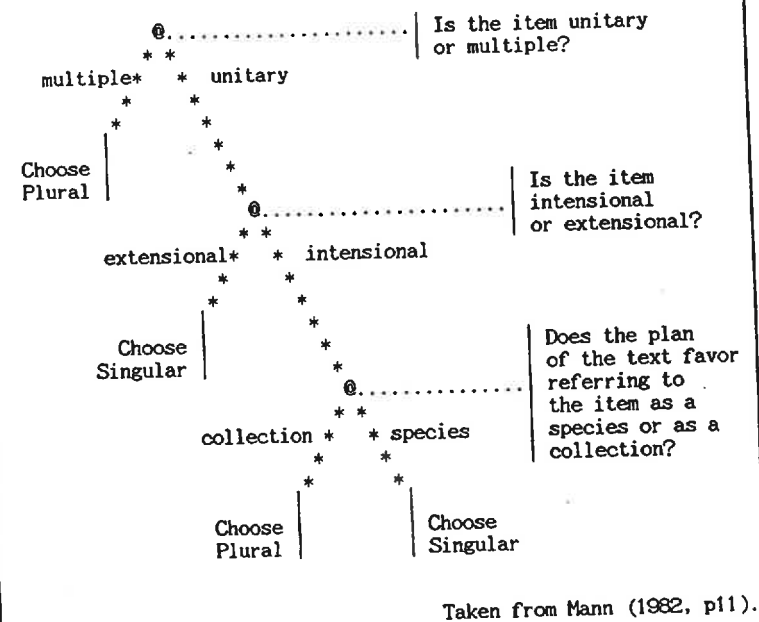 @...................... Is the item unitary
or multiple?
* *
multiple* * unitary
* *
* *
*
*
*
Choose
Plural
@...................... Is the item
intensional
or extensional?
* *
extensional* * intensional
* *
* *
*
*
*
Choose
Singular
@............... Does the plan
of the text favor
referring to
the item as a
species or as a
collection?
* *
collection * * species
* *
* *
Choose
Plural
Choose
Singular
Taken from Mann (1982, p11).